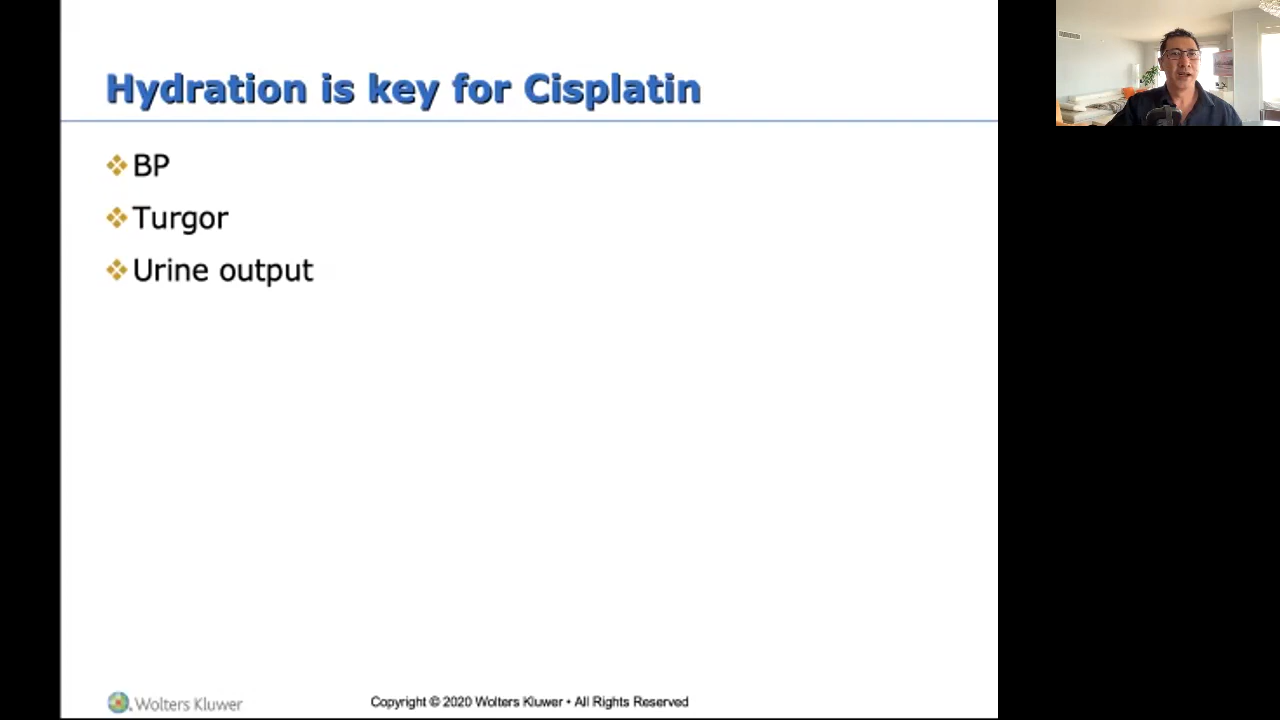 Hydration is key for Cisplatin
BP
Turgor
Urine output
Wolters Kluwer
Copyright © 2020 Wolters Kluwer • All Rights Reserved